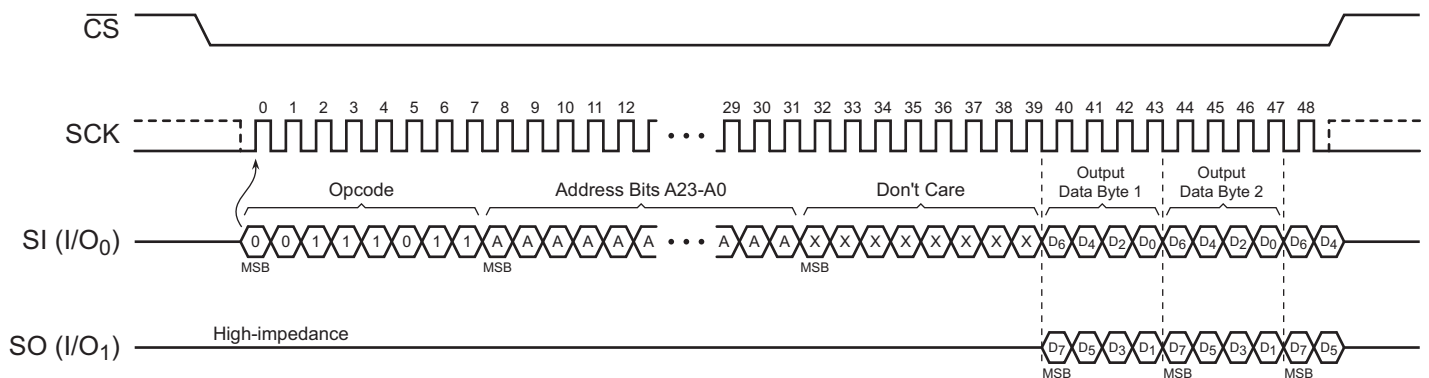 CS
0 1 2 3 4 5 6 7 8 9 10 11 12 29 30 31 32 33 34 35 36 37 38 39 40 41 42 43 44 45 46 47 48
SCK
Opcode Address Bits A23-A0 Don't Care Output Data Byte 1 Output Data Byte 2
SI (I/O0) 0 0 1 1 1 0 1 1 A A A A A A • • • A A A X X X X X X X X D6 D4 D2 D0 D6 D4 D2 D0 D6 D4
MSB MSB MSB
High-impedance
SO (I/O1) D7 D5 D3 D1 D7 D5 D3 D1 D7 D5
MSB MSB MSB